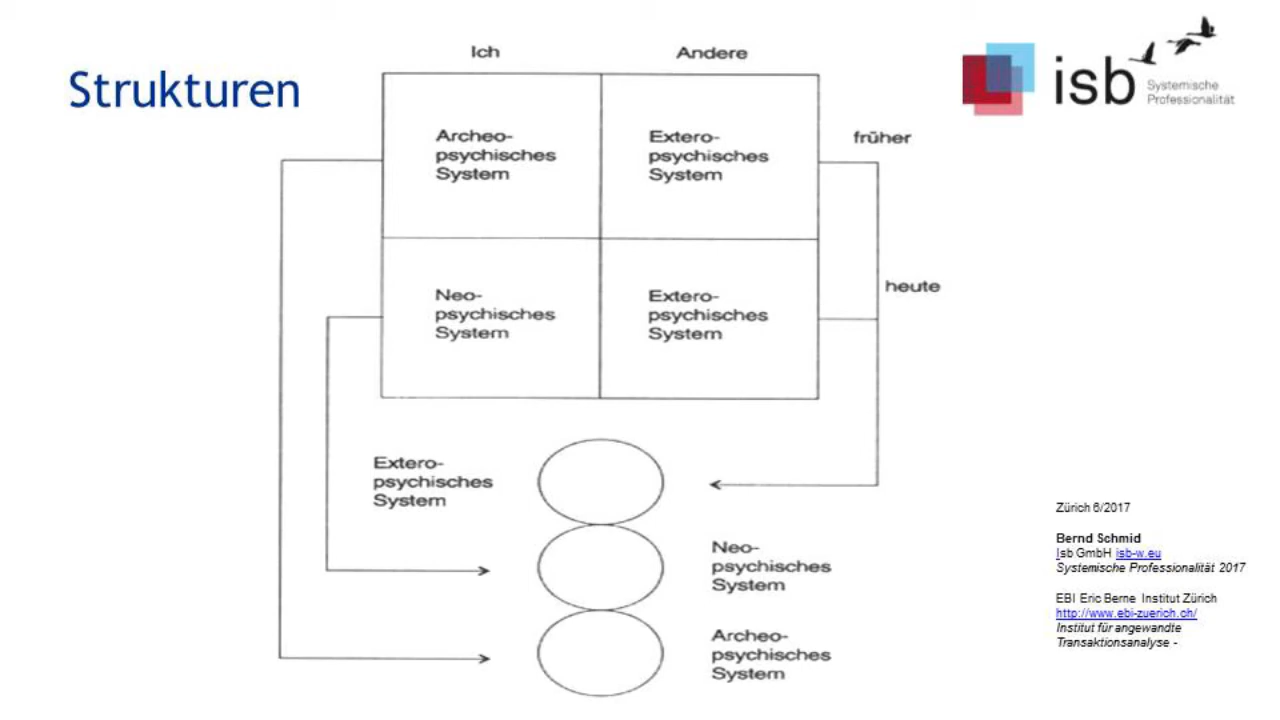 Strukturen
Ich
Andere
isb
Systemische
Professionalität
Archeo-
psychisches
System
Extero-
psychisches
System
früher
Neo-
psychisches
System
Extero-
psychisches
System
heute
Extero-
psychisches
System
Neo-
psychisches
System
Archeo-
psychisches
System
Zürich 6/2017
Bernd Schmid
Isb GmbH isb-w.eu
Systemische Professionalität 2017
EBI Eric Berne Institut Zürich
http://www.ebi-zuerich.ch/
Institut für angewandte
Transaktionsanalyse -